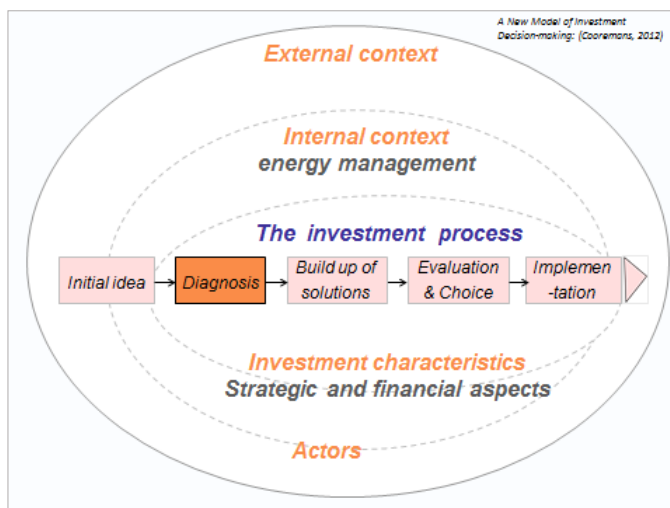 A New Model of Investment
Decision-making: (Cooremans, 2012)
External context
Internal context
energy management
The investment process
Initial idea
Diagnosis
Build up of
solutions
Evaluation
& Choice
Implemen
-tation
Investment characteristics
Strategic and financial aspects
Actors